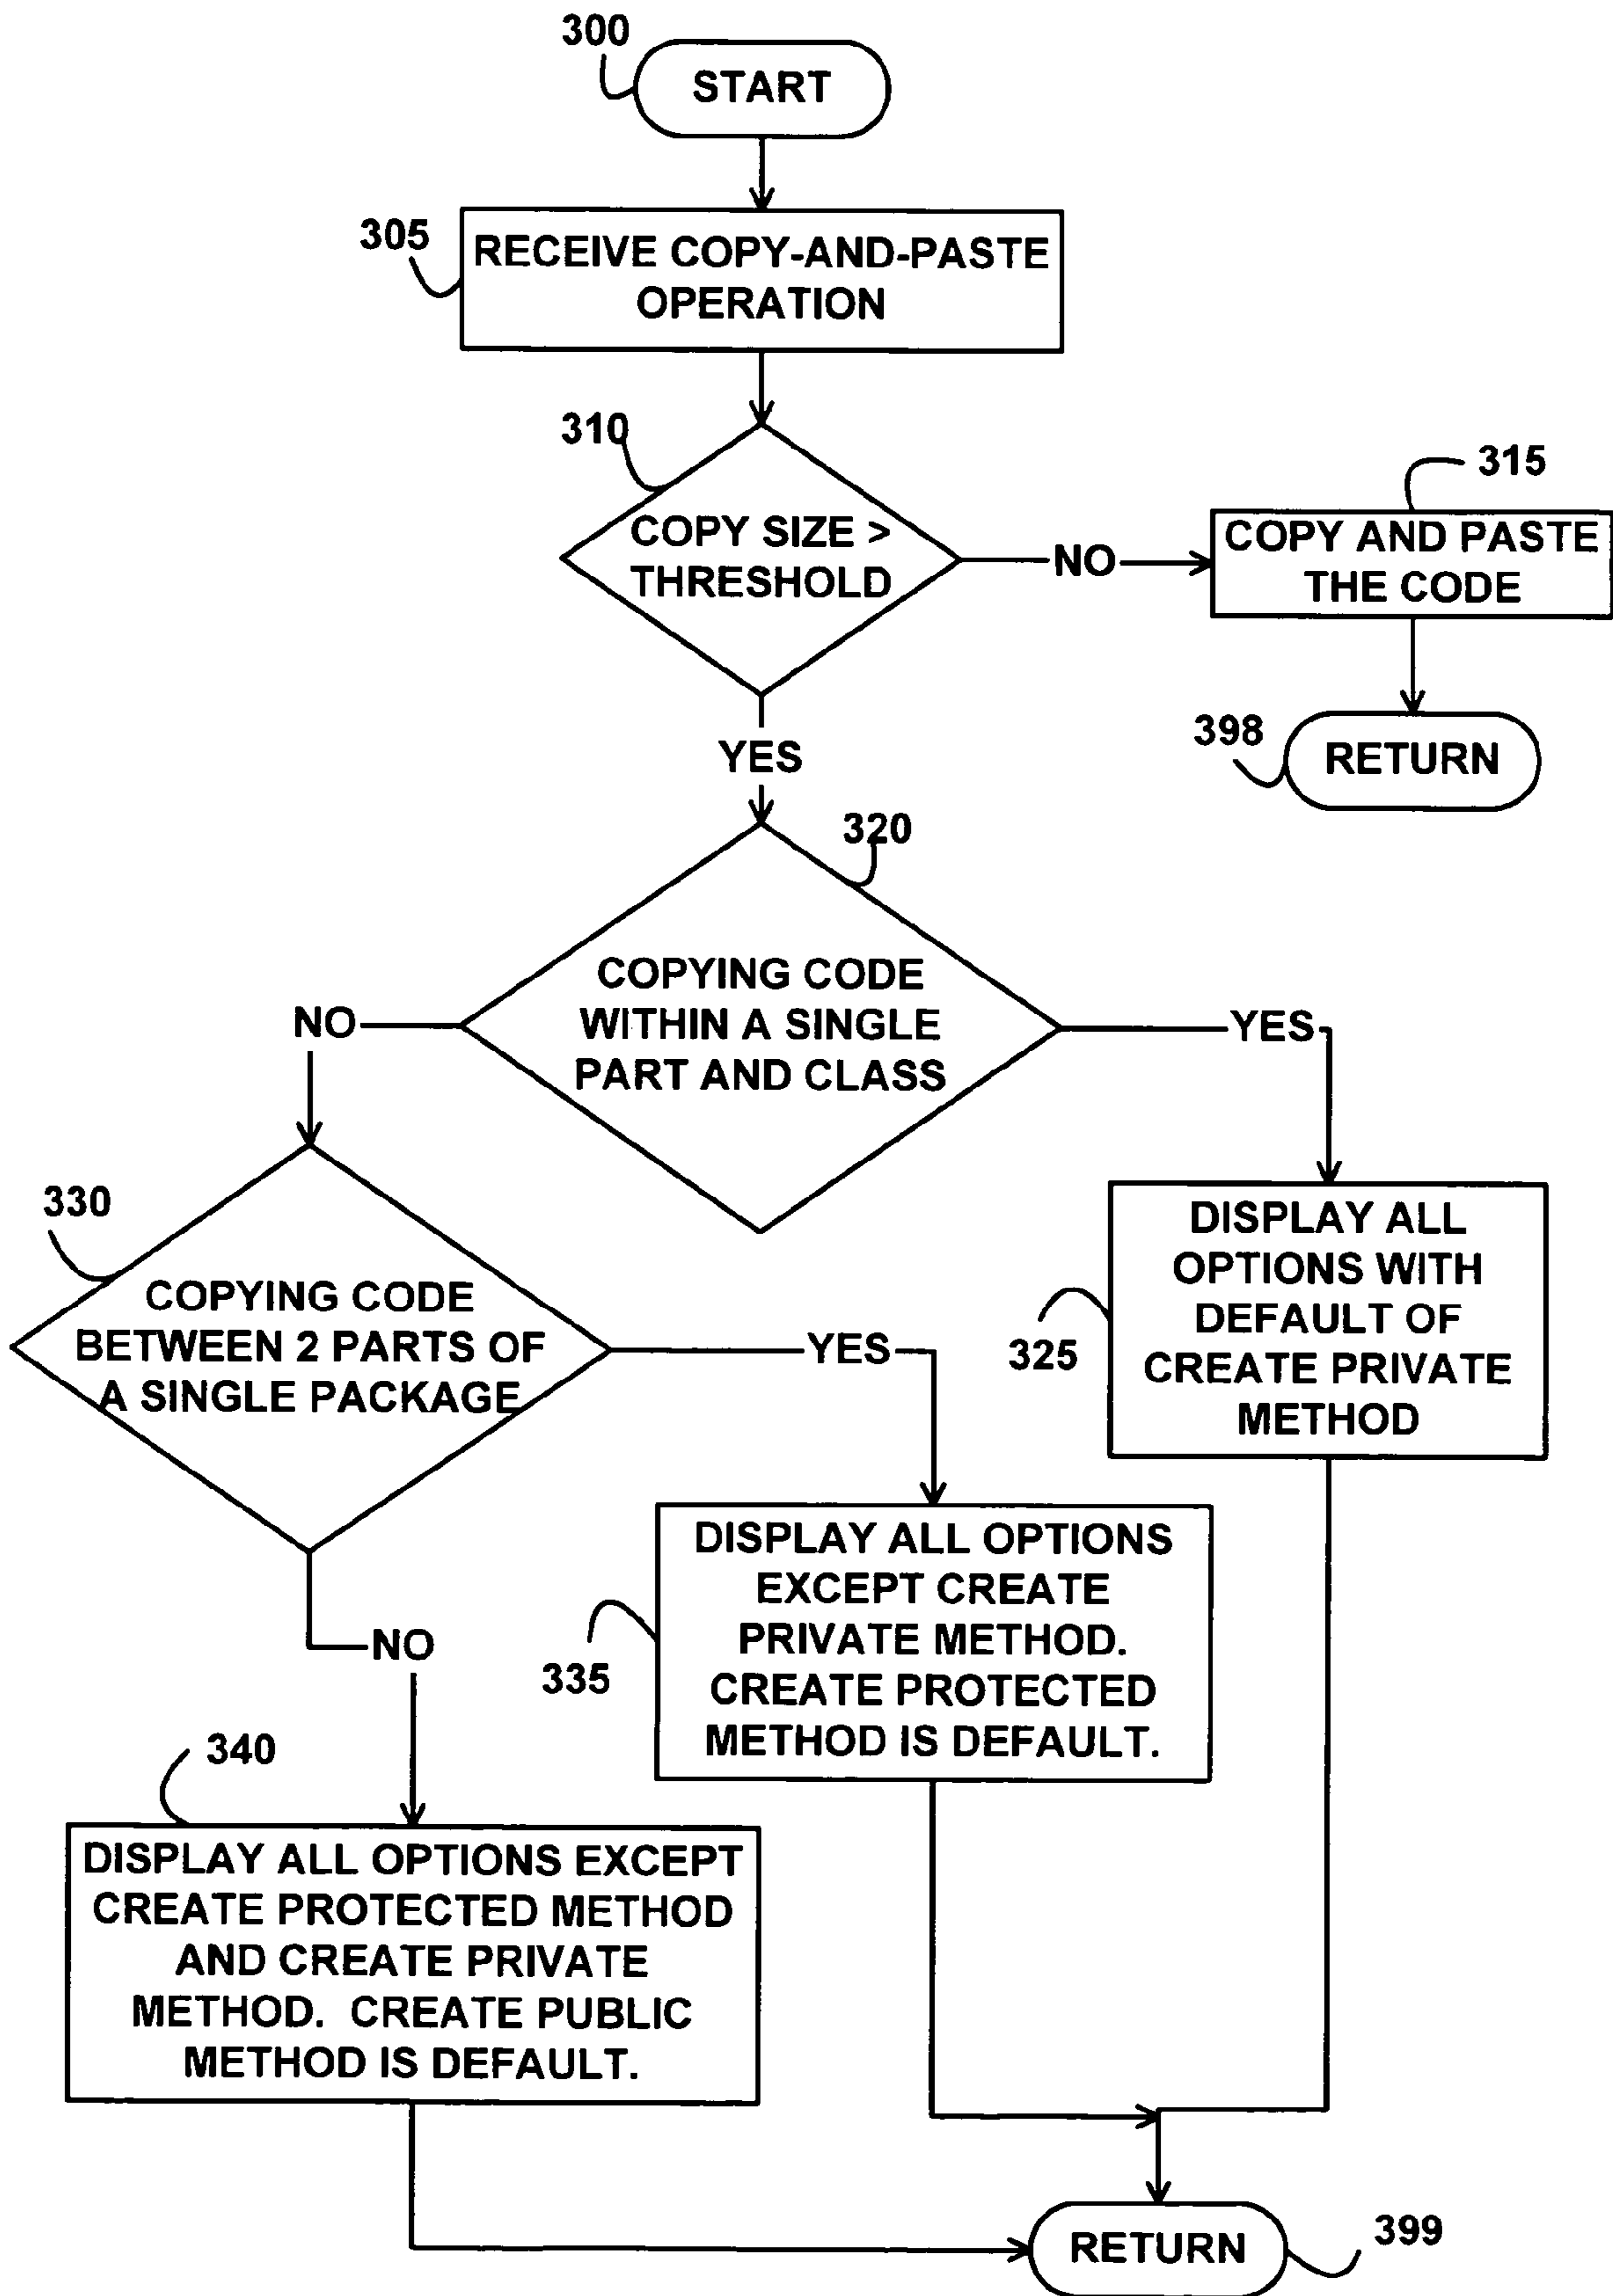 300
START
305
RECEIVE COPY-AND-PASTE
OPERATION
310
COPY SIZE >
THRESHOLD
NO
315
COPY AND PASTE
THE CODE
398
RETURN
YES
320
COPYING CODE
WITHIN A SINGLE
PART AND CLASS
NO
YES
330
COPYING CODE
BETWEEN 2 PARTS OF
A SINGLE PACKAGE
YES
325
DISPLAY ALL
OPTIONS WITH
DEFAULT OF
CREATE PRIVATE
METHOD
NO
335
DISPLAY ALL OPTIONS
EXCEPT CREATE
PRIVATE METHOD.
CREATE PROTECTED
METHOD IS DEFAULT.
340
DISPLAY ALL OPTIONS EXCEPT
CREATE PROTECTED METHOD
AND CREATE PRIVATE
METHOD. CREATE PUBLIC
METHOD IS DEFAULT.
RETURN
399